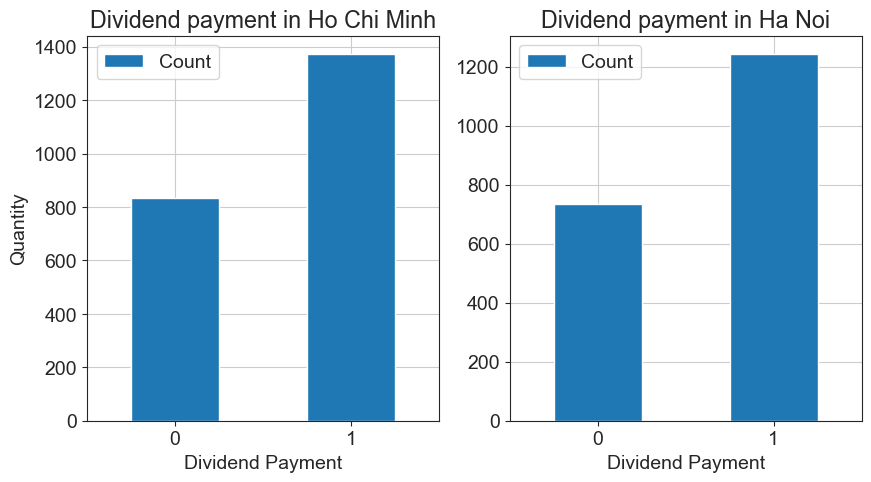 Dividend payment in Ho Chi Minh
1400
1200
1000
800
600
400
200
0
Quantity
Count
0
1
Dividend Payment
Dividend payment in Ha Noi
1200
1000
800
600
400
200
0
Count
0
1
Dividend Payment